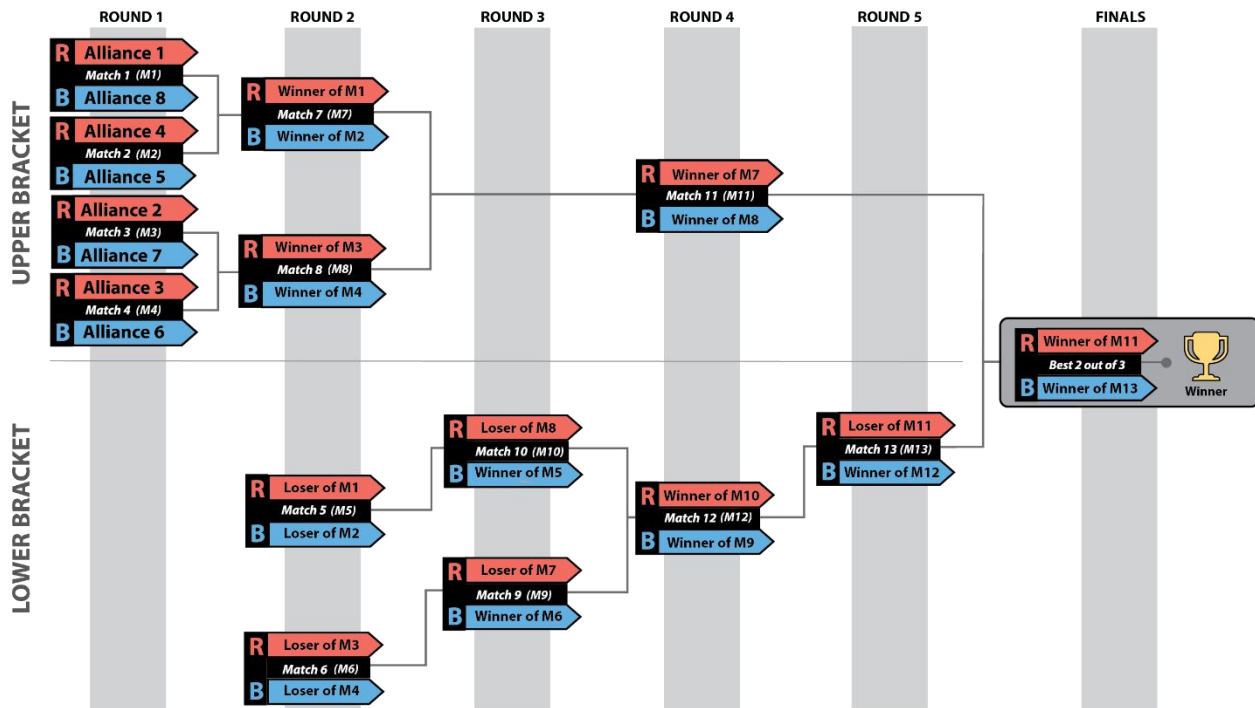 ROUND 1
ROUND 2
ROUND 3
ROUND 4
ROUND 5
FINALS
UPPER BRACKET
R Alliance 1
Match 1 (M1)
B Alliance 8
R Alliance 4
Match 2 (M2)
B Alliance 5
R Alliance 2
Match 3 (M3)
B Alliance 7
R Alliance 3
Match 4 (M4)
B Alliance 6
R Winner of M1
Match 7 (M7)
B Winner of M2
R Winner of M3
Match 8 (M8)
B Winner of M4
R Winner of M7
Match 11 (M11)
B Winner of M8
R Winner of M11
Best 2 out of 3
B Winner of M13
Winner
LOWER BRACKET
R Loser of M1
Match 5 (M5)
B Loser of M2
R Loser of M3
Match 6 (M6)
B Loser of M4
R Loser of M8
Match 10 (M10)
B Winner of M5
R Loser of M7
Match 9 (M9)
B Winner of M6
R Winner of M10
Match 12 (M12)
B Winner of M9
R Loser of M11
Match 13 (M13)
B Winner of M12